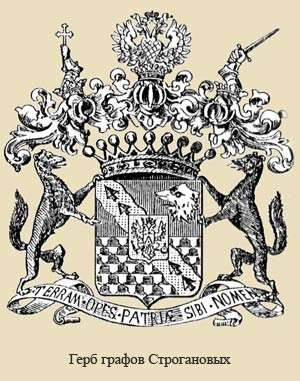 TERRAM OPES·PATRIÆ SIBI·NOMEN
Герб графов Строгановых